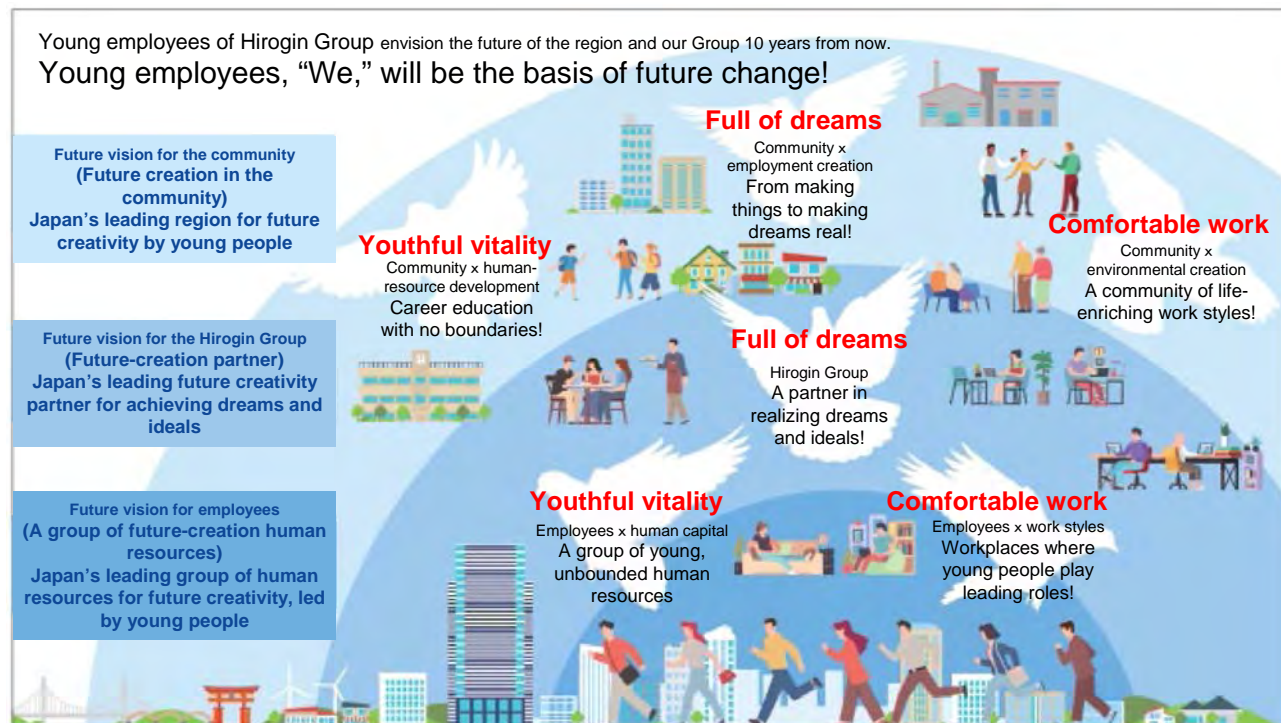 Young employees of Hirogin Group envision the future of the region and our Group 10 years from now.
Young employees, “We,” will be the basis of future change!
Future vision for the community
(Future creation in the
community)
Japan’s leading region for future
creativity by young people
Full of dreams
Community x
employment creation
From making
things to making
dreams real!
Youthful vitality
Community x human-
resource development
Career education
with no boundaries!
Comfortable work
Community x
environmental creation
A community of life-
enriching work styles!
Future vision for the Hirogin Group
(Future-creation partner)
Japan’s leading future creativity
partner for achieving dreams and
ideals
Full of dreams
Hirogin Group
A partner in
realizing dreams
and ideals!
Future vision for employees
(A group of future-creation human
resources)
Japan’s leading group of human
resources for future creativity, led
by young people
Youthful vitality
Employees x human capital
A group of young,
unbounded human
resources
Comfortable work
Employees x work styles
Workplaces where
young people play
leading roles!